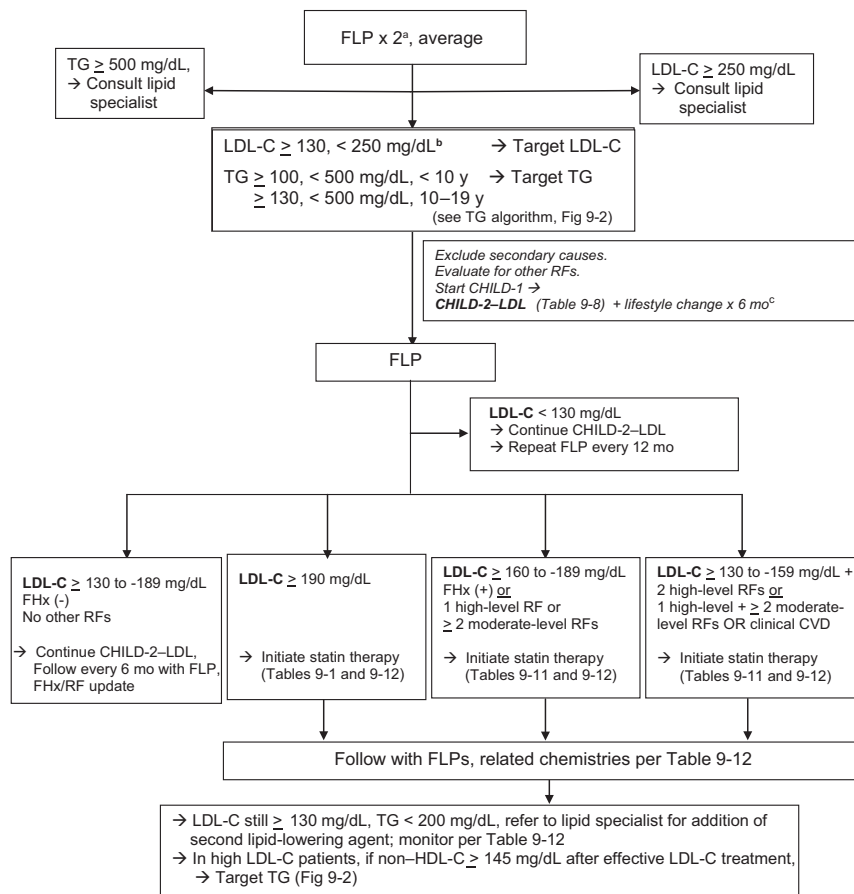 FLP x 2ᵃ, average
TG ≥ 500 mg/dL,
→ Consult lipid
specialist
LDL-C ≥ 250 mg/dL
→ Consult lipid
specialist
LDL-C ≥ 130, < 250 mg/dLᵇ → Target LDL-C
TG ≥ 100, < 500 mg/dL, < 10 y → Target TG
≥ 130, < 500 mg/dL, 10–19 y
(see TG algorithm, Fig 9-2)
Exclude secondary causes.
Evaluate for other RFs.
Start CHILD-1 →
CHILD-2–LDL (Table 9-8) + lifestyle change x 6 moᶜ
FLP
LDL-C < 130 mg/dL
→ Continue CHILD-2–LDL
→ Repeat FLP every 12 mo
LDL-C ≥ 130 to -189 mg/dL
FHx (-)
No other RFs
→ Continue CHILD-2–LDL,
Follow every 6 mo with FLP,
FHx/RF update
LDL-C ≥ 190 mg/dL
→ Initiate statin therapy
(Tables 9-1 and 9-12)
LDL-C ≥ 160 to -189 mg/dL
FHx (+) or
1 high-level RF or
≥ 2 moderate-level RFs
→ Initiate statin therapy
(Tables 9-11 and 9-12)
LDL-C ≥ 130 to -159 mg/dL +
2 high-level RFs or
1 high-level + ≥ 2 moderate-
level RFs OR clinical CVD
→ Initiate statin therapy
(Tables 9-11 and 9-12)
Follow with FLPs, related chemistries per Table 9-12
→ LDL-C still ≥ 130 mg/dL, TG < 200 mg/dL, refer to lipid specialist for addition of
second lipid-lowering agent; monitor per Table 9-12
→ In high LDL-C patients, if non–HDL-C ≥ 145 mg/dL after effective LDL-C treatment,
→ Target TG (Fig 9-2)